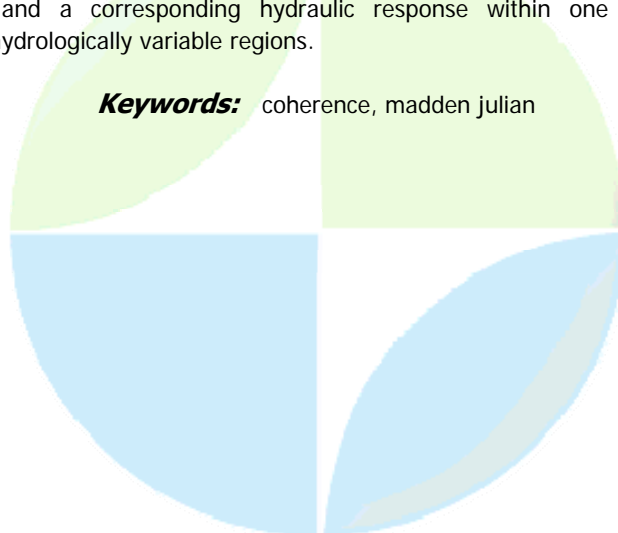 and a corresponding hydraulic response within one
ydrologically variable regions.
Keywords: coherence, madden julian